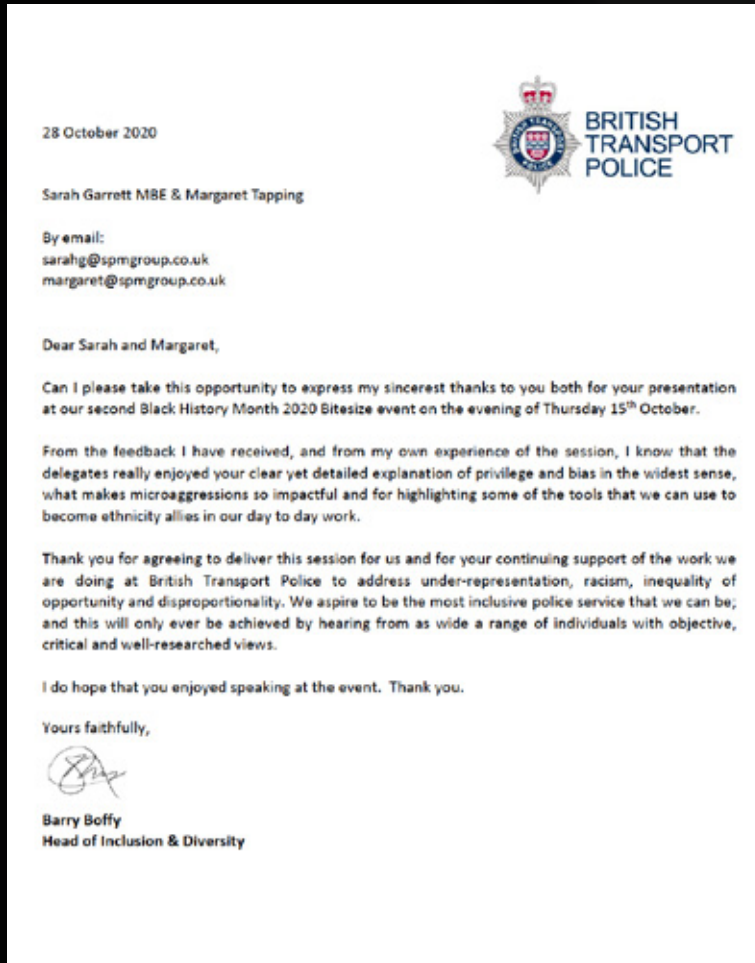 28 October 2020
BRITISH
TRANSPORT
POLICE
Sarah Garrett MBE & Margaret Tapping
By email:
sarahg@spmgroup.co.uk
margaret@spmgroup.co.uk
Dear Sarah and Margaret,
Can I please take this opportunity to express my sincerest thanks to you both for your presentation
at our second Black History Month 2020 Bitesize event on the evening of Thursday 15th October.
From the feedback I have received, and from my own experience of the session, I know that the
delegates really enjoyed your clear yet detailed explanation of privilege and bias in the widest sense,
what makes microaggressions so impactful and for highlighting some of the tools that we can use to
become ethnicity allies in our day to day work.
Thank you for agreeing to deliver this session for us and for your continuing support of the work we
are doing at British Transport Police to address under-representation, racism, inequality of
opportunity and disproportionality. We aspire to be the most inclusive police service that we can be;
and this will only ever be achieved by hearing from as wide a range of individuals with objective,
critical and well-researched views.
I do hope that you enjoyed speaking at the event.  Thank you.
Yours faithfully,
Barry Boffy
Head of Inclusion & Diversity